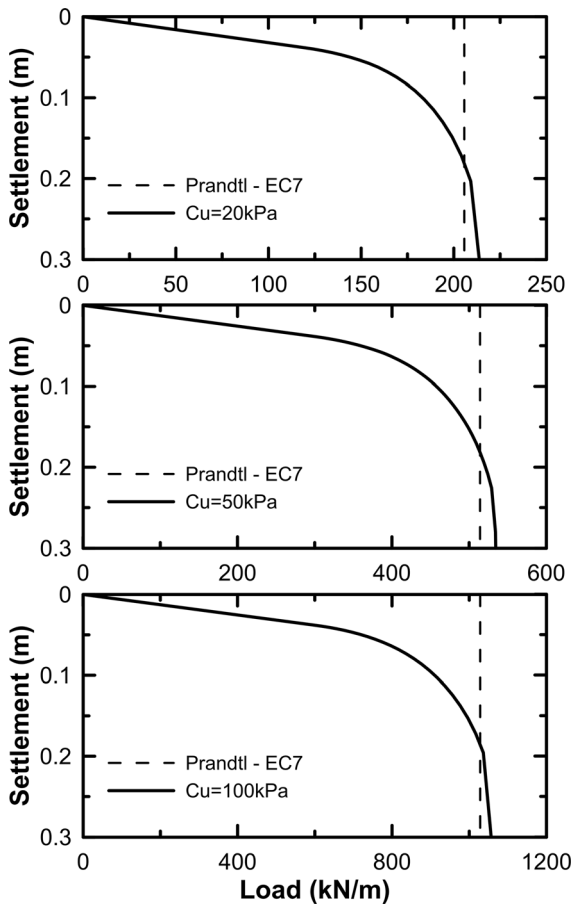 0
0.1
0.2
0.3
Settlement (m)
Prandtl - EC7
Cu=20kPa
0 50 100 150 200 250
0
0.1
0.2
0.3
Settlement (m)
Prandtl - EC7
Cu=50kPa
0 200 400 600
0
0.1
0.2
0.3
Settlement (m)
Prandtl - EC7
Cu=100kPa
0 400 800 1200
Load (kN/m)